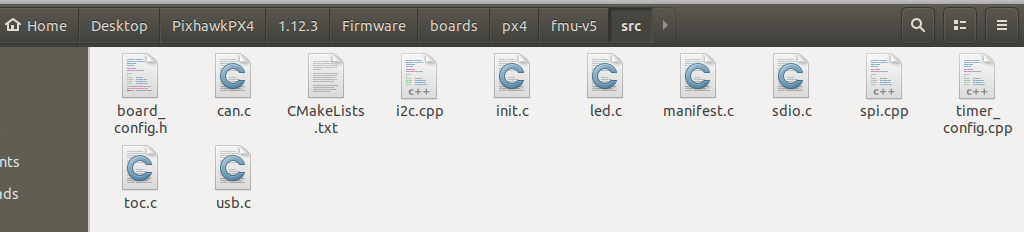 Home Desktop PixhawkPX4 1.12.3 Firmware boards px4 fmu-v5 src
board_
config.h
can.c
CMakeLists
.txt
i2c.cpp
init.c
led.c
manifest.c
sdio.c
spi.cpp
timer_
config.cpp
nts
ads
toc.c
usb.c